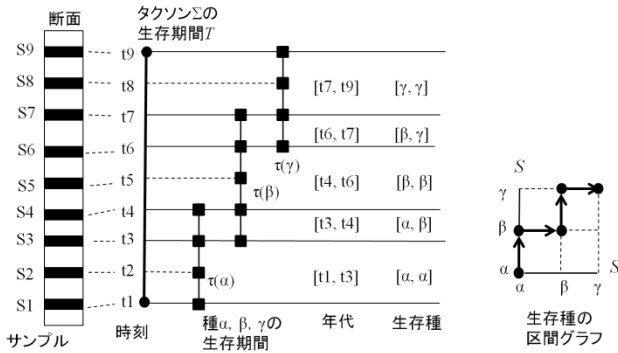 断面
タクソンΣの
生存期間T
S9 t9
S8 t8 [t7, t9] [γ, γ]
S7 t7
S6 t6 [t6, t7] [β, γ]
τ(γ)
S5 t5 [t4, t6] [β, β]
τ(β)
S4 t4
S3 t3 [t3, t4] [α, β]
S2 t2 [t1, t3] [α, α]
τ(α)
S1 t1
サンプル 時刻 種α, β, γの 年代 生存種
生存期間
S
γ
β
α S
α β γ
生存種の
区間グラフ